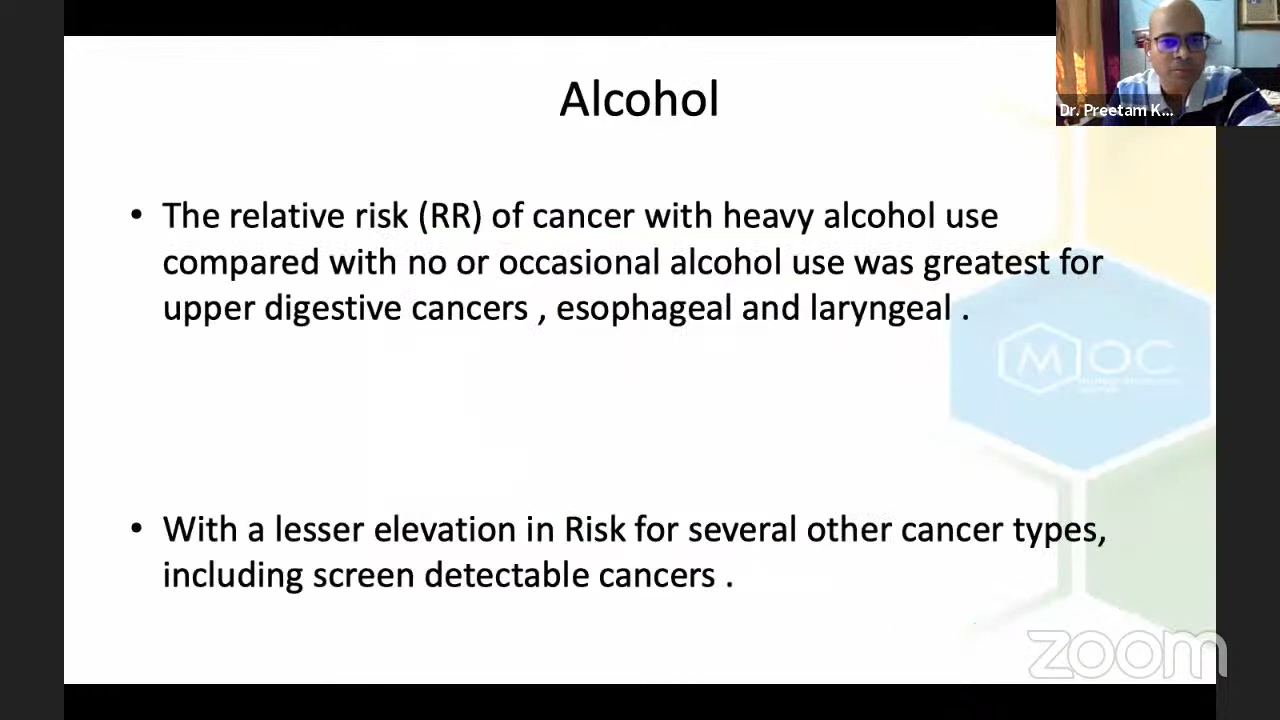 Alcohol
Dr. Preetam K...
• The relative risk (RR) of cancer with heavy alcohol use
compared with no or occasional alcohol use was greatest for
upper digestive cancers , esophageal and laryngeal .
MOC
• With a lesser elevation in Risk for several other cancer types,
including screen detectable cancers .
zoom